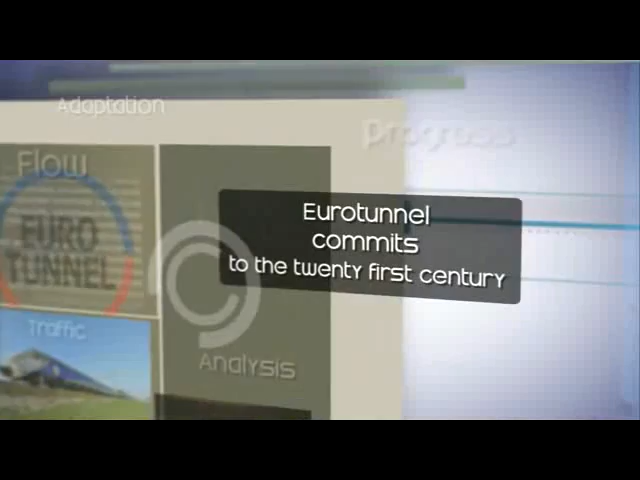 Adaptation
progress
Flow
EURO
TUNNEL
Eurotunnel
commits
to the twenty first century
Traffic
Analysis